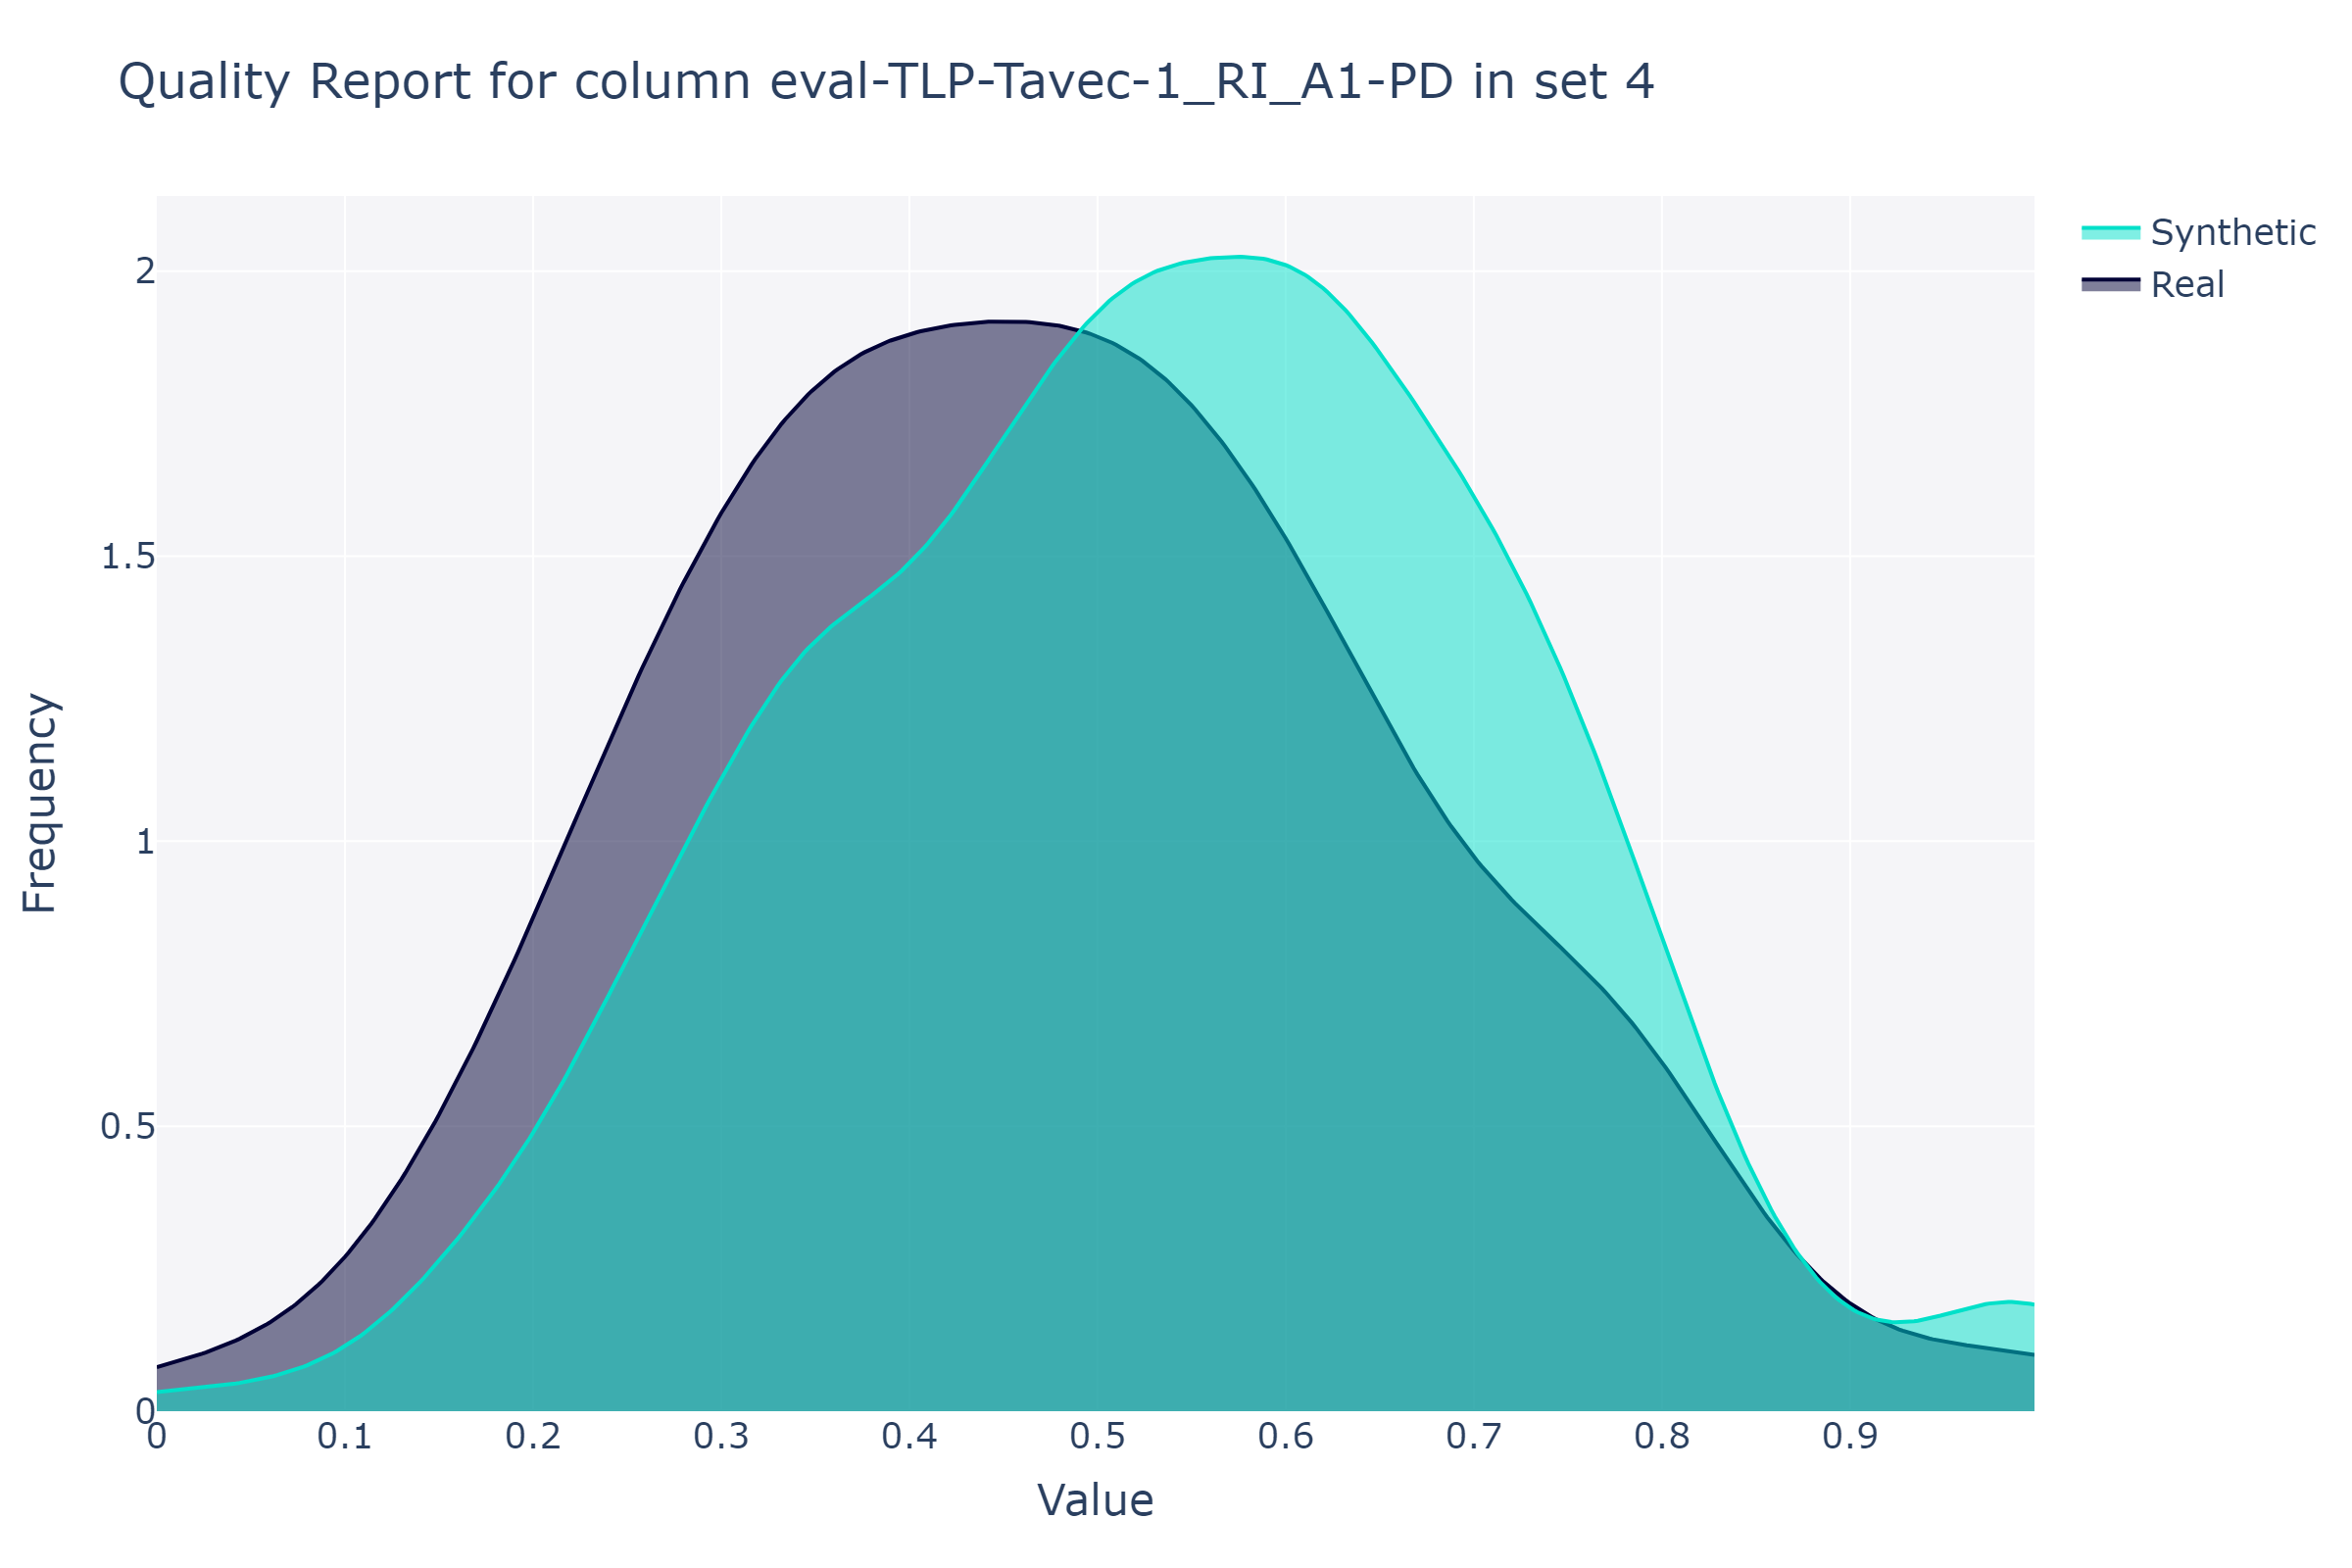 Quality Report for column eval-TLP-Tavec-1_RI_A1-PD in set 4
Synthetic
Real
Frequency
2
1.5
1
0.5
0
0 0.1 0.2 0.3 0.4 0.5 0.6 0.7 0.8 0.9
Value